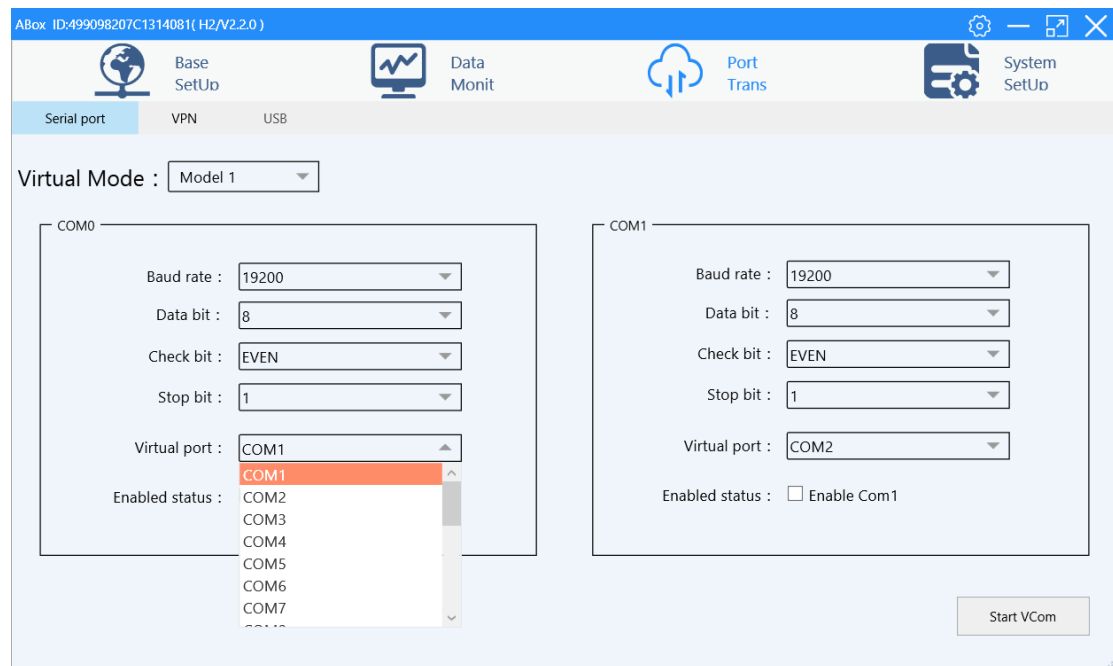 ABox ID:499098207C1314081( H2/V2.2.0 )
Base
SetUp
Data
Monit
Port
Trans
System
SetUp
Serial port VPN USB
Virtual Mode : Model 1
COM0
Baud rate : 19200
Data bit : 8
Check bit : EVEN
Stop bit : 1
Virtual port : COM1
COM1
COM2
COM3
COM4
COM5
COM6
COM7
Enabled status :
COM1
Baud rate : 19200
Data bit : 8
Check bit : EVEN
Stop bit : 1
Virtual port : COM2
Enabled status : Enable Com1
Start VCom